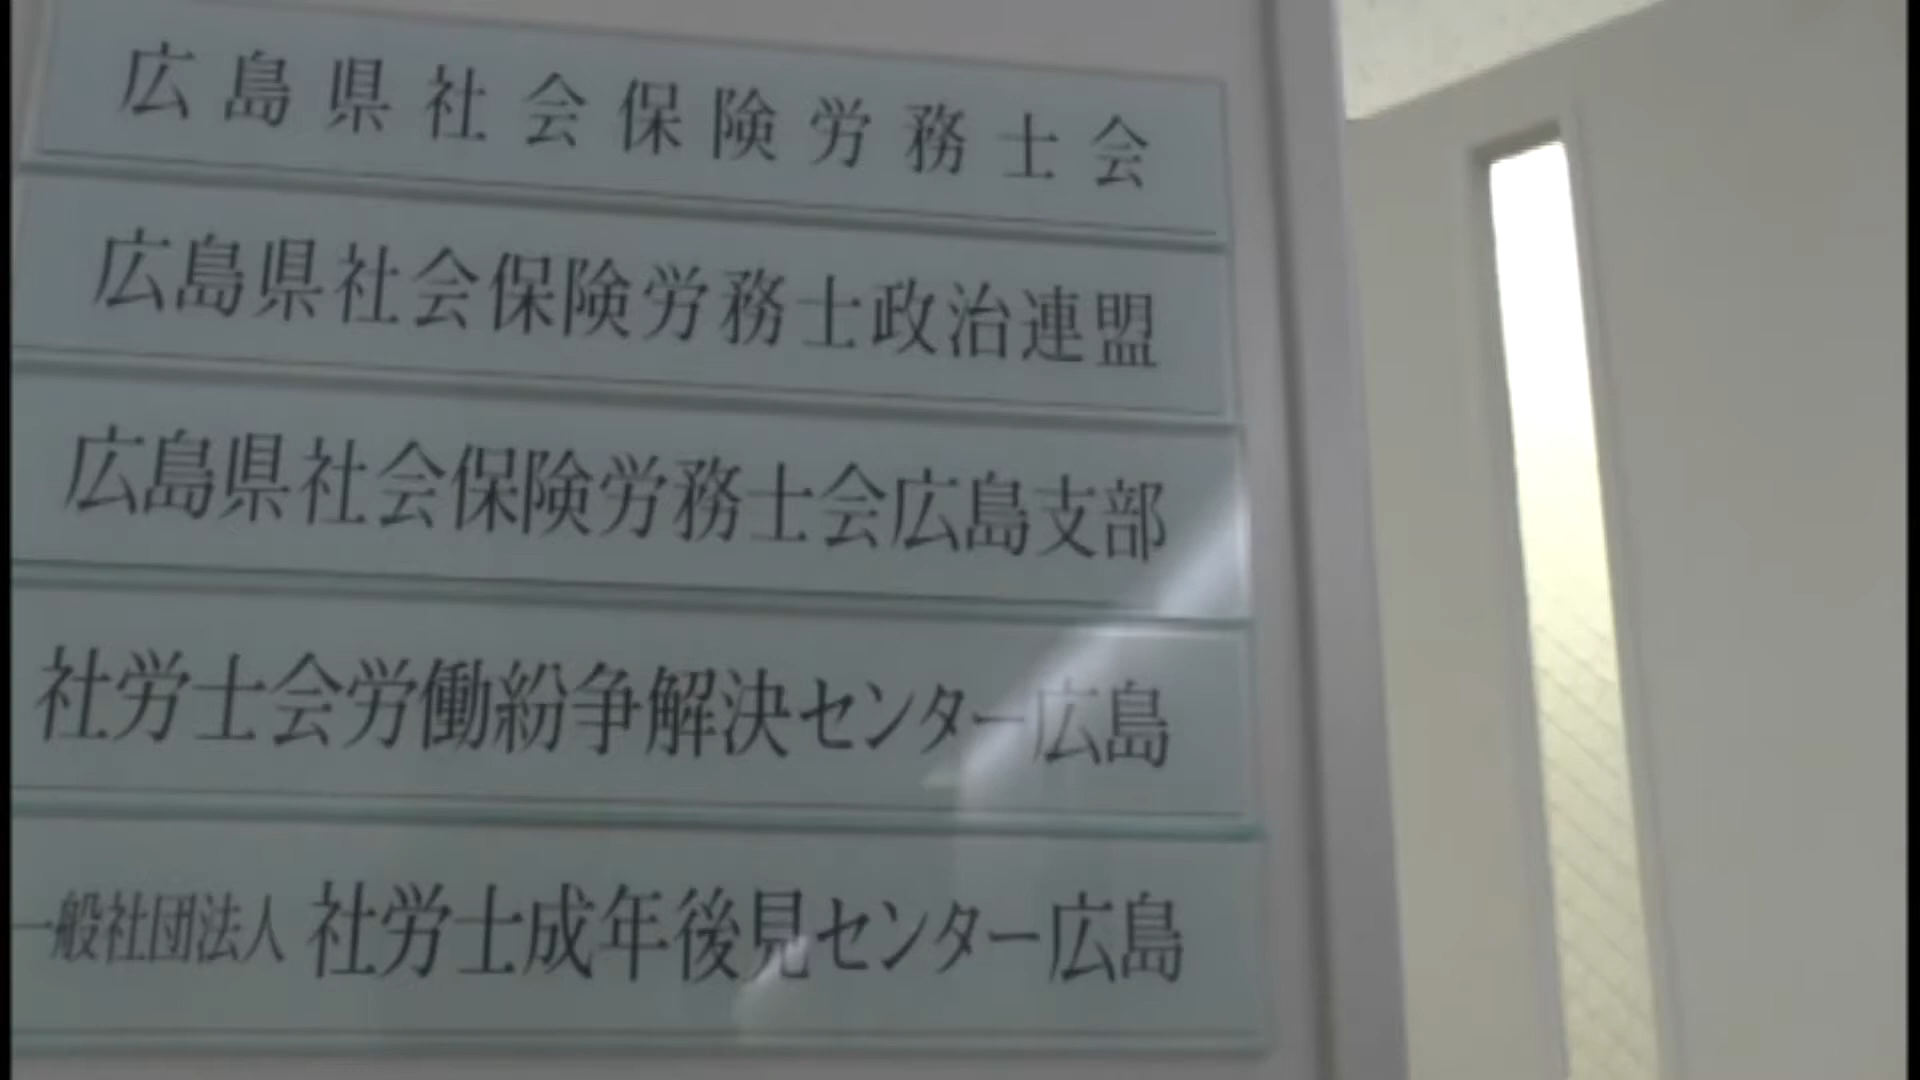 広島県社会保険労務士会
広島県社会保険労務士政治連盟
広島県社会保険労務士会広島支部
社労士会労働紛争解決センター広島
一般社団法人 社労士成年後見センター広島